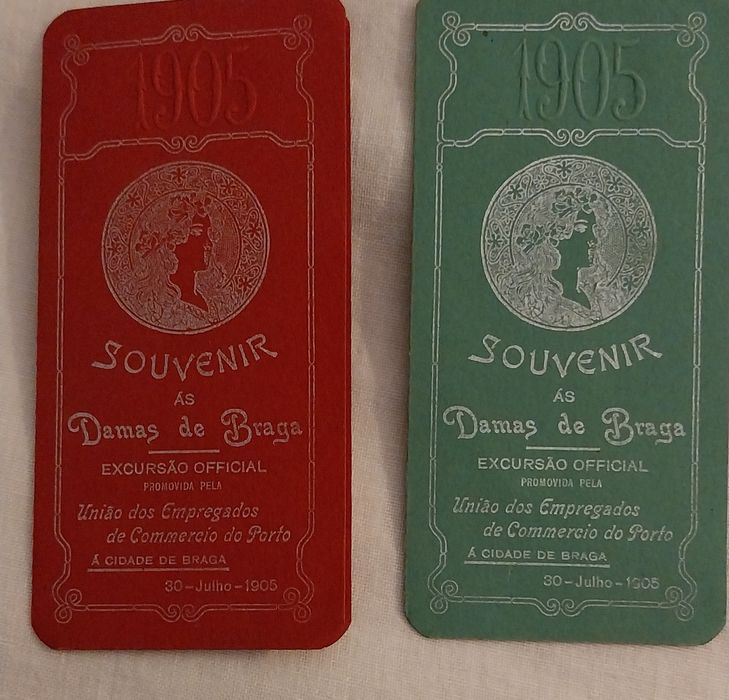 1905
SOUVENIR
ÁS
Damas de Braga
EXCURSÃO OFFICIAL
PROMOVIDA PELA
União dos Empregados
de Commercio do Porto
Á CIDADE DE BRAGA
30-Julho-1905
1905
SOUVENIR
ÁS
Damas de Braga
EXCURSÃO OFFICIAL
PROMOVIDA PELA
União dos Empregados
de Commercio do Porto
Á CIDADE DE BRAGA
30-Julho-1905